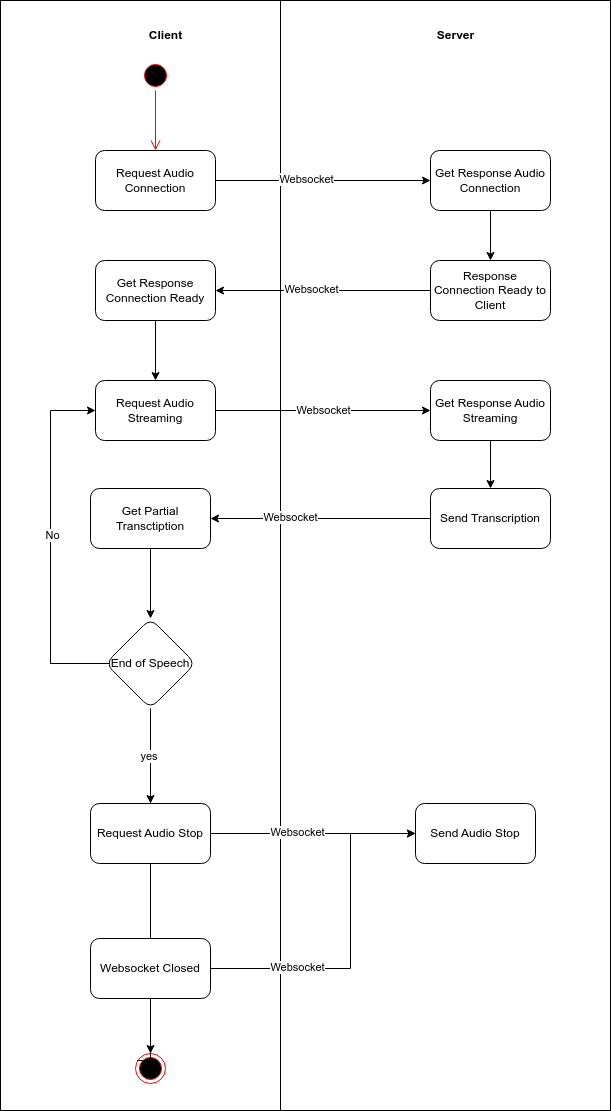 Client
Server
Request Audio
Connection
Websocket
Get Response Audio
Connection
Get Response
Connection Ready
Websocket
Response
Connection Ready to
Client
Request Audio
Streaming
Websocket
Get Response Audio
Streaming
Get Partial
Transctiption
Websocket
Send Transcription
No
End of Speech
yes
Request Audio Stop
Websocket
Send Audio Stop
Websocket Closed
Websocket